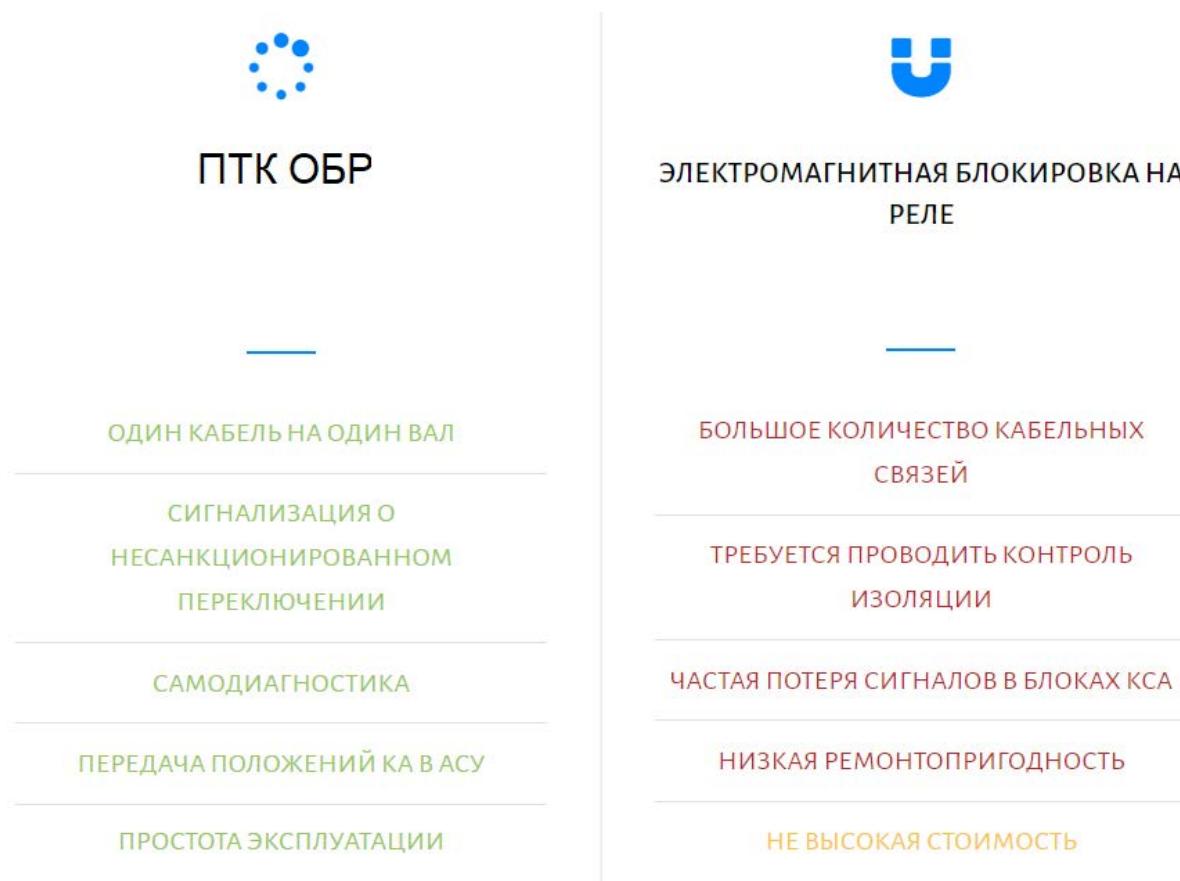 ПТК ОБР
ОДИН КАБЕЛЬ НА ОДИН ВАЛ
СИГНАЛИЗАЦИЯ О
НЕСАНКЦИОНИРОВАННОМ
ПЕРЕКЛЮЧЕНИИ
САМОДИАГНОСТИКА
ПЕРЕДАЧА ПОЛОЖЕНИЙ КА В АСУ
ПРОСТОТА ЭКСПЛУАТАЦИИ
ЭЛЕКТРОМАГНИТНАЯ БЛОКИРОВКА НА
РЕЛЕ
БОЛЬШОЕ КОЛИЧЕСТВО КАБЕЛЬНЫХ
СВЯЗЕЙ
ТРЕБУЕТСЯ ПРОВОДИТЬ КОНТРОЛЬ
ИЗОЛЯЦИИ
ЧАСТАЯ ПОТЕРЯ СИГНАЛОВ В БЛОКАХ КСА
НИЗКАЯ РЕМОНТОПРИГОДНОСТЬ
НЕ ВЫСОКАЯ СТОИМОСТЬ